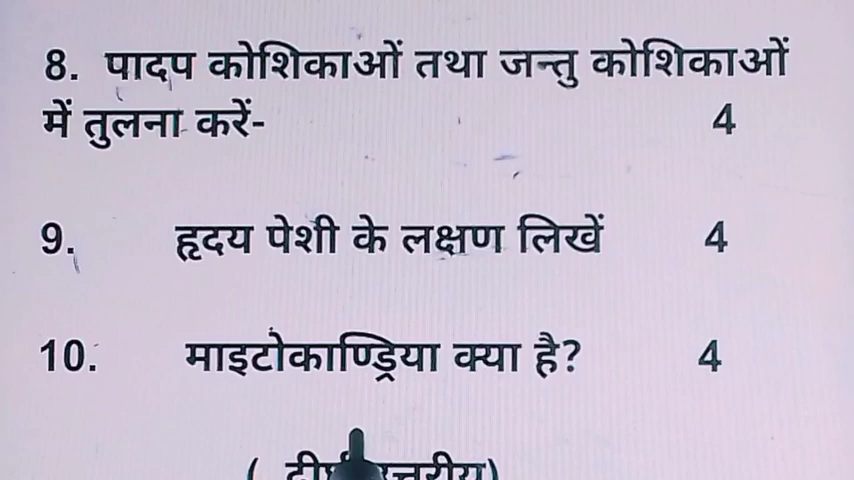 8. पादप कोशिकाओं तथा जन्तु कोशिकाओं
में तुलना करें- 4
9. हृदय पेशी के लक्षण लिखें 4
10. माइटोकाण्ड्रिया क्या है? 4